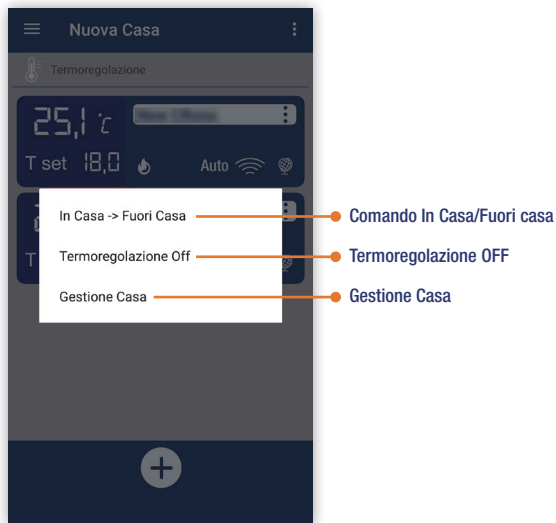 Nuova Casa
Termoregolazione
25,1 °C
T set 18,0 Auto
In Casa -> Fuori Casa
Termoregolazione Off
Gestione Casa
T
Comando In Casa/Fuori casa
Termoregolazione OFF
Gestione Casa